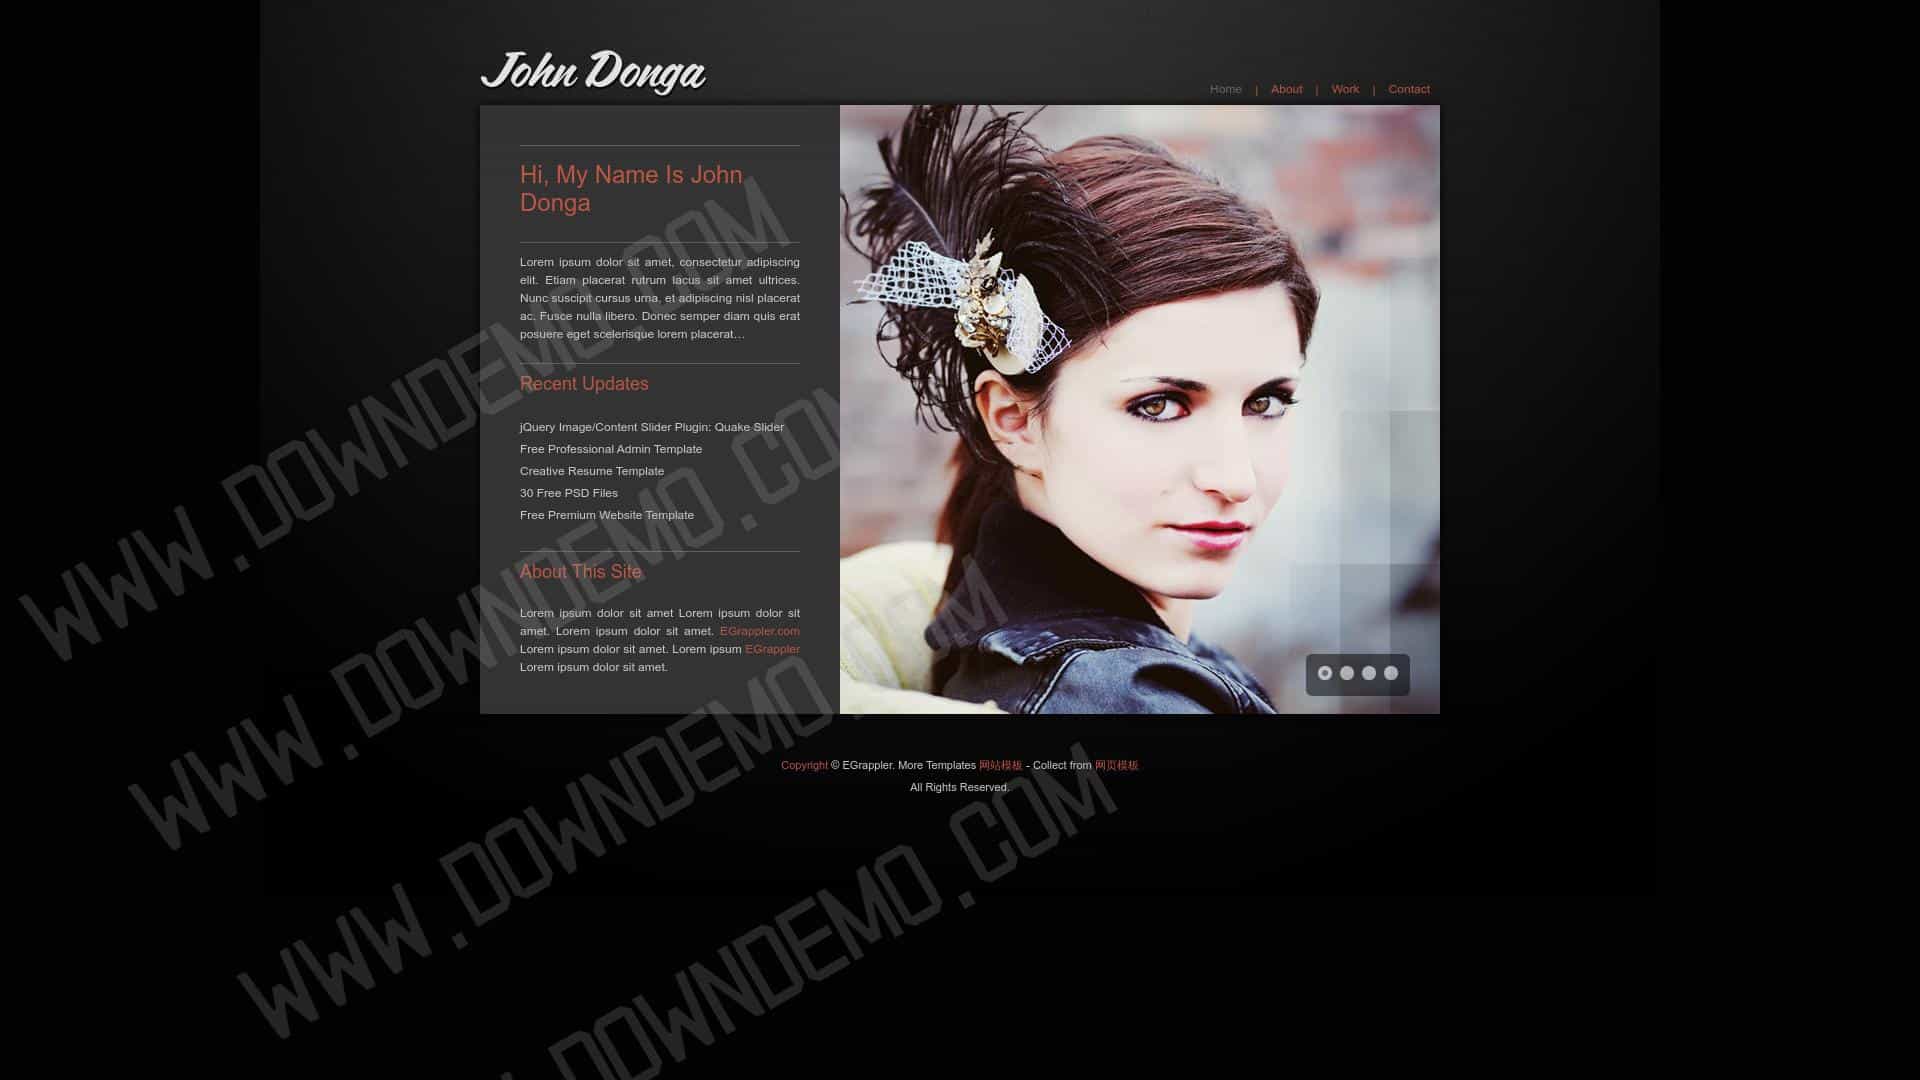 John Donga
Home | About | Work | Contact
Hi, My Name Is John
Donga
Lorem ipsum dolor sit amet, consectetur adipiscing
elit. Etiam placerat rutrum lacus sit amet ultrices.
Nunc suscipit cursus urna, et adipiscing nisl placerat
ac. Fusce nulla libero. Donec semper diam quis erat
posuere eget scelerisque lorem placerat…
Recent Updates
jQuery Image/Content Slider Plugin: Quake Slider
Free Professional Admin Template
Creative Resume Template
30 Free PSD Files
Free Premium Website Template
About This Site
Lorem ipsum dolor sit amet Lorem ipsum dolor sit
amet. Lorem ipsum dolor sit amet. EGrappler.com
Lorem ipsum dolor sit amet. Lorem ipsum EGrappler
Lorem ipsum dolor sit amet.
Copyright © EGrappler. More Templates 网站模板 - Collect from 网页模板
All Rights Reserved.
WWW.DOWNDEMO.COM
WWW.DOWNDEMO.COM
WWW.DOWNDEMO.COM
DOWNDEMO.COM